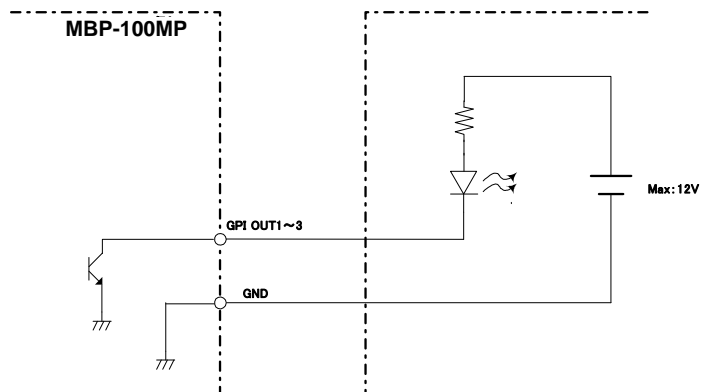 MBP-100MP
Max:12V
GPI OUT1～3
GND